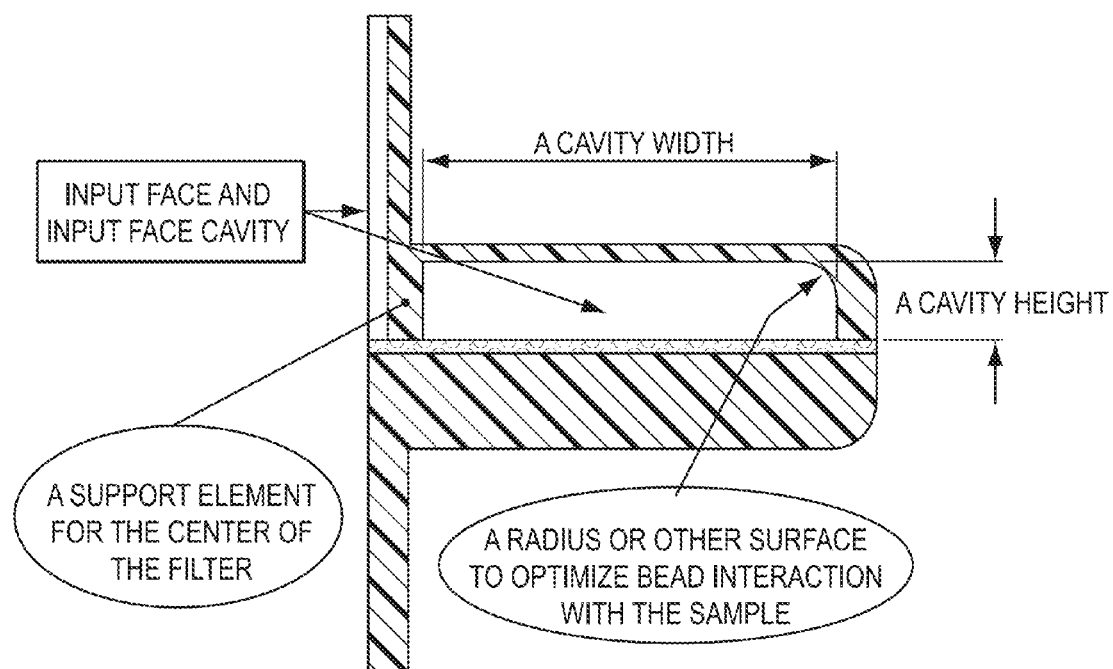 A CAVITY WIDTH
INPUT FACE AND
INPUT FACE CAVITY
A CAVITY HEIGHT
A SUPPORT ELEMENT
FOR THE CENTER OF
THE FILTER
A RADIUS OR OTHER SURFACE
TO OPTIMIZE BEAD INTERACTION
WITH THE SAMPLE